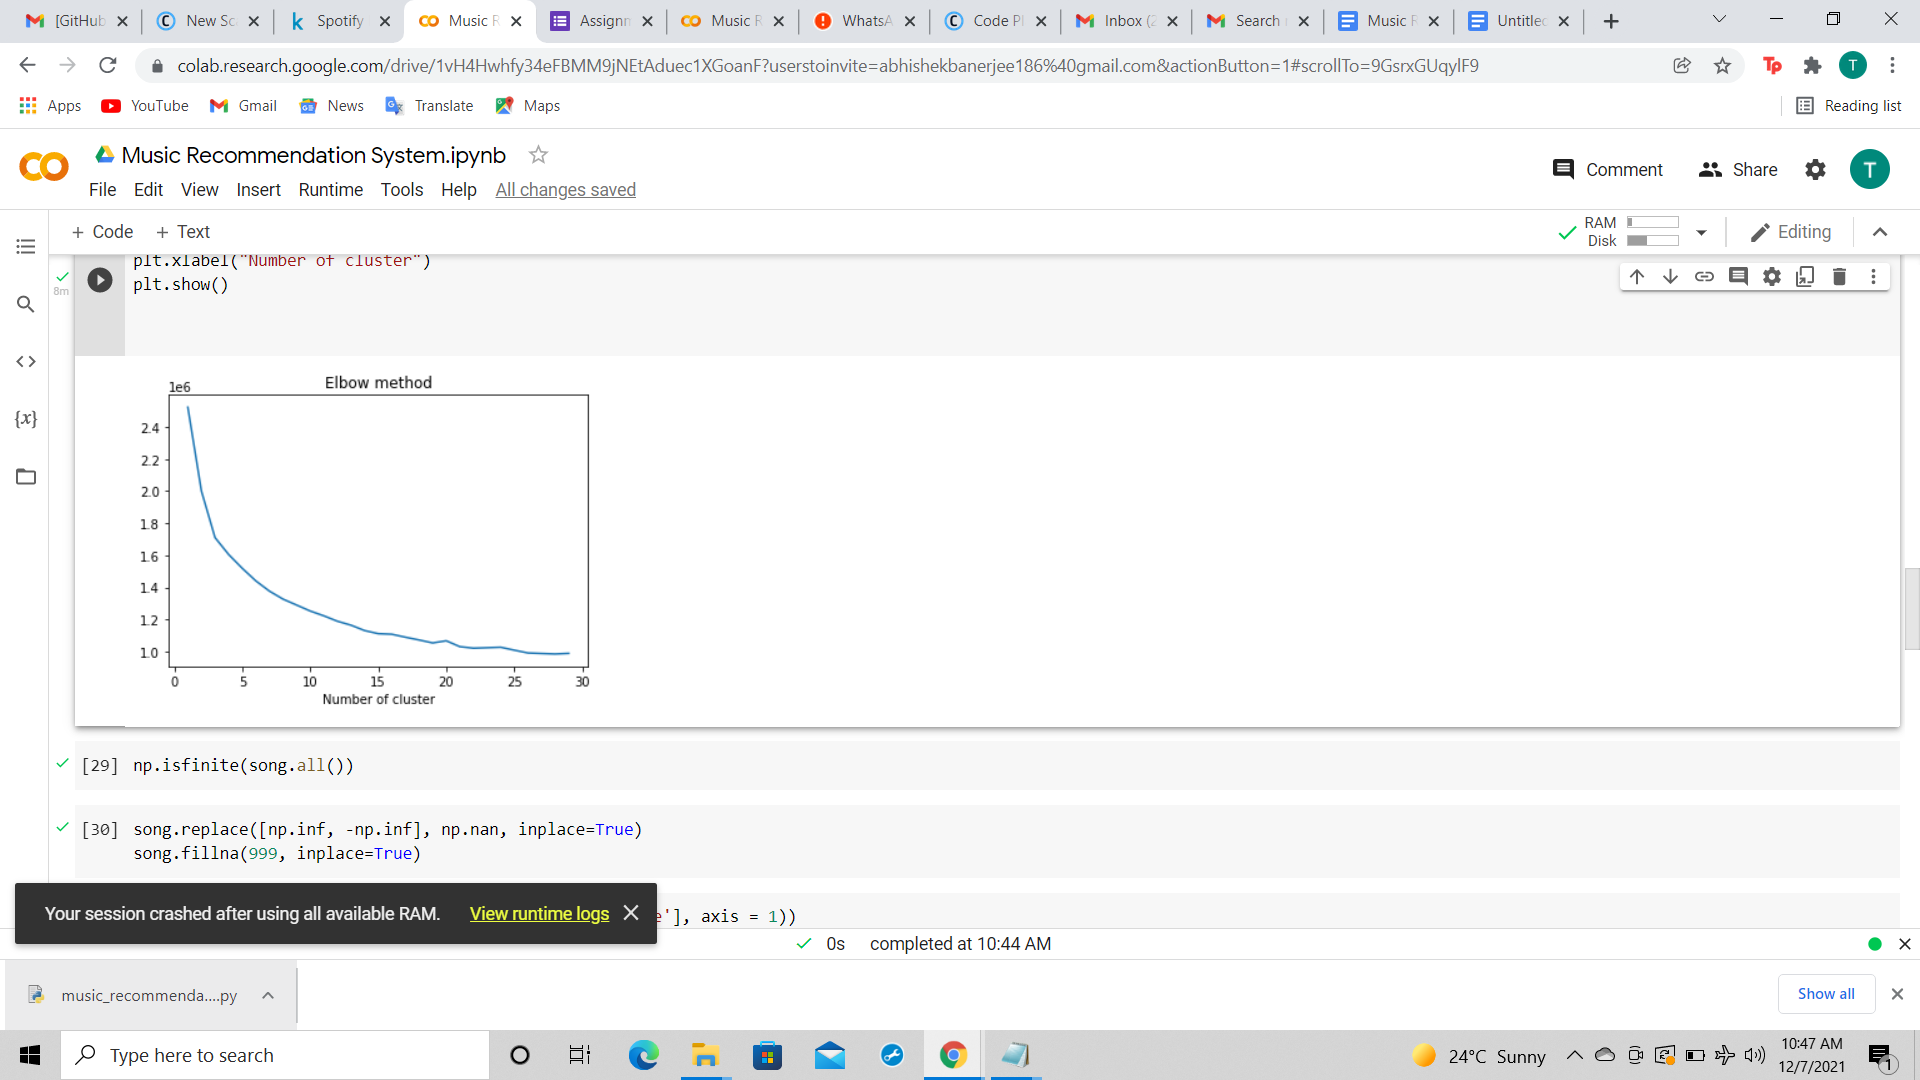 [GitHub
New Sc
Spotify
Music R
Assignm
Music R
WhatsA
Code Pl
Inbox (2
Search r
Music R
Untitled
colab.research.google.com/drive/1vH4Hwhfy34eFBMM9jNEtAduec1XGoanF?userstoinvite=abhishekbanerjee186%40gmail.com&actionButton=1#scrollTo=9GsrxGUqylF9
Tp
T
Apps YouTube Gmail News Translate Maps Reading list
Music Recommendation System.ipynb
Comment Share T
File Edit View Insert Runtime Tools Help All changes saved
+ Code + Text
RAM
Disk
Editing
plt.xlabel("Number of cluster")
8m
plt.show()
{x}
Elbow method
1e6
2.4
2.2
2.0
1.8
1.6
1.4
1.2
1.0
0 5 10 15 20 25 30
Number of cluster
[29] np.isfinite(song.all())
[30] song.replace([np.inf, -np.inf], np.nan, inplace=True)
song.fillna(999, inplace=True)
Your session crashed after using all available RAM. View runtime logs
'], axis = 1))
0s completed at 10:44 AM
music_recommenda....py
Show all
Type here to search
24°C Sunny
10:47 AM
12/7/2021
1